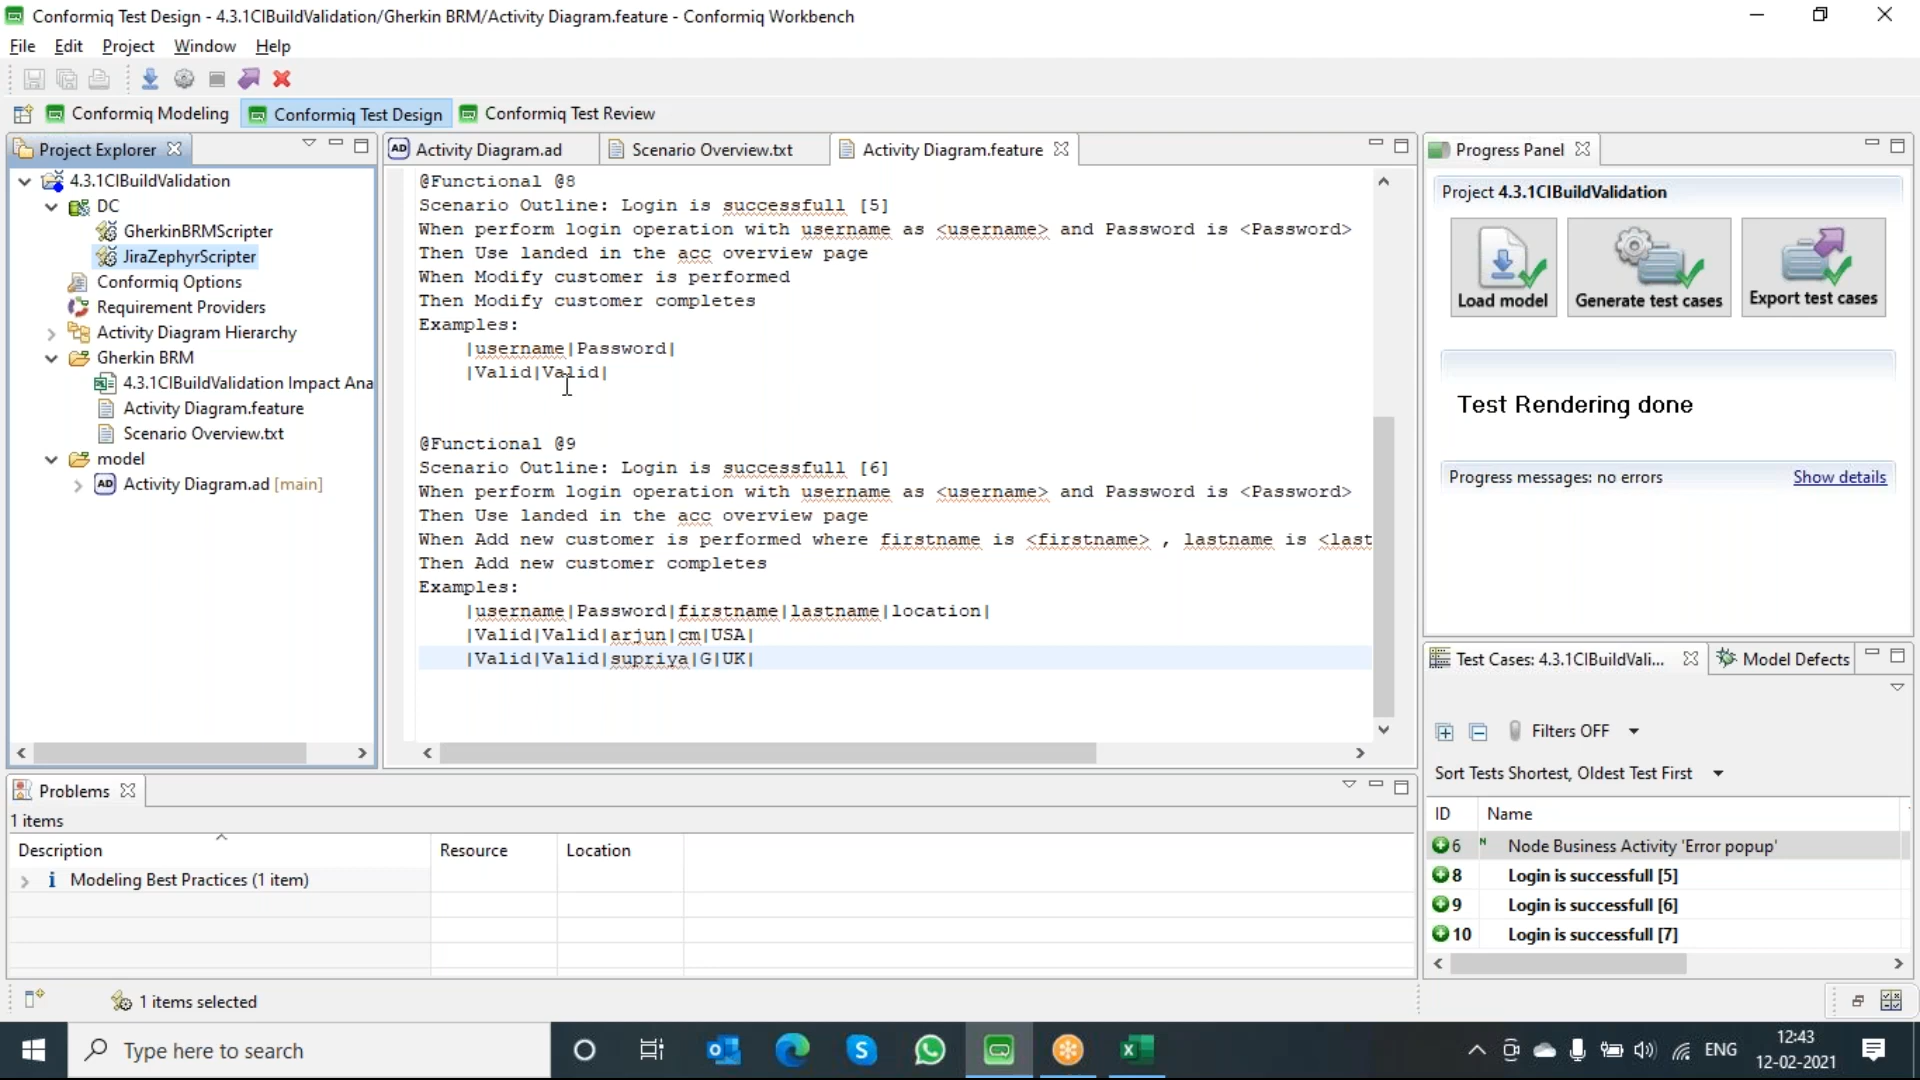 Conformiq Test Design - 4.3.1CIBuildValidation/Gherkin BRM/Activity Diagram.feature - Conformiq Workbench
File Edit Project Window Help
Conformiq Modeling Conformiq Test Design Conformiq Test Review
Project Explorer
4.3.1CIBuildValidation
DC
GherkinBRMScripter
JiraZephyrScripter
Conformiq Options
Requirement Providers
Activity Diagram Hierarchy
Gherkin BRM
4.3.1CIBuildValidation Impact Ana
Activity Diagram.feature
Scenario Overview.txt
model
AD Activity Diagram.ad [main]
AD Activity Diagram.ad Scenario Overview.txt Activity Diagram.feature
@Functional @8
Scenario Outline: Login is successfull [5]
When perform login operation with username as <username> and Password is <Password>
Then Use landed in the acc overview page
When Modify customer is performed
Then Modify customer completes
Examples:
|username|Password|
|Valid|Valid|
@Functional @9
Scenario Outline: Login is successfull [6]
When perform login operation with username as <username> and Password is <Password>
Then Use landed in the acc overview page
When Add new customer is performed where firstname is <firstname> , lastname is <last
Then Add new customer completes
Examples:
|username|Password|firstname|lastname|location|
|Valid|Valid|arjun|cm|USA|
|Valid|Valid|supriya|G|UK|
Progress Panel
Project 4.3.1CIBuildValidation
Load model Generate test cases Export test cases
Test Rendering done
Progress messages: no errors Show details
Test Cases: 4.3.1CIBuildVali... Model Defects
Filters OFF
Sort Tests Shortest, Oldest Test First
ID Name
6 N Node Business Activity 'Error popup'
8 Login is successfull [5]
9 Login is successfull [6]
10 Login is successfull [7]
Problems
1 items
Description Resource Location
i Modeling Best Practices (1 item)
1 items selected
Type here to search
ENG
12:43
12-02-2021